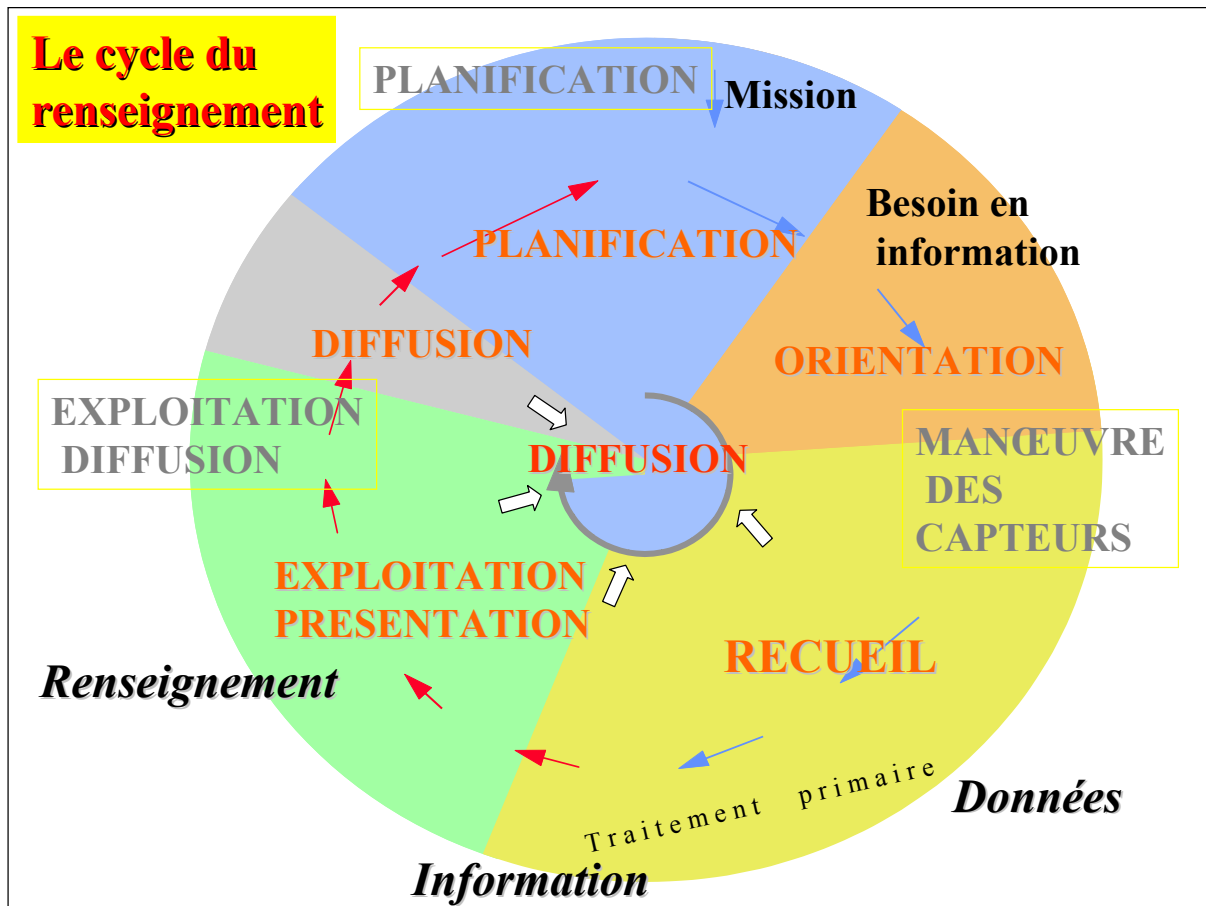 Le cycle du
renseignement
PLANIFICATION
Mission
Besoin en
information
PLANIFICATION
DIFFUSION
ORIENTATION
EXPLOITATION
DIFFUSION
DIFFUSION
MANŒUVRE
DES
CAPTEURS
EXPLOITATION
PRESENTATION
RECUEIL
Renseignement
Traitement primaire
Données
Information